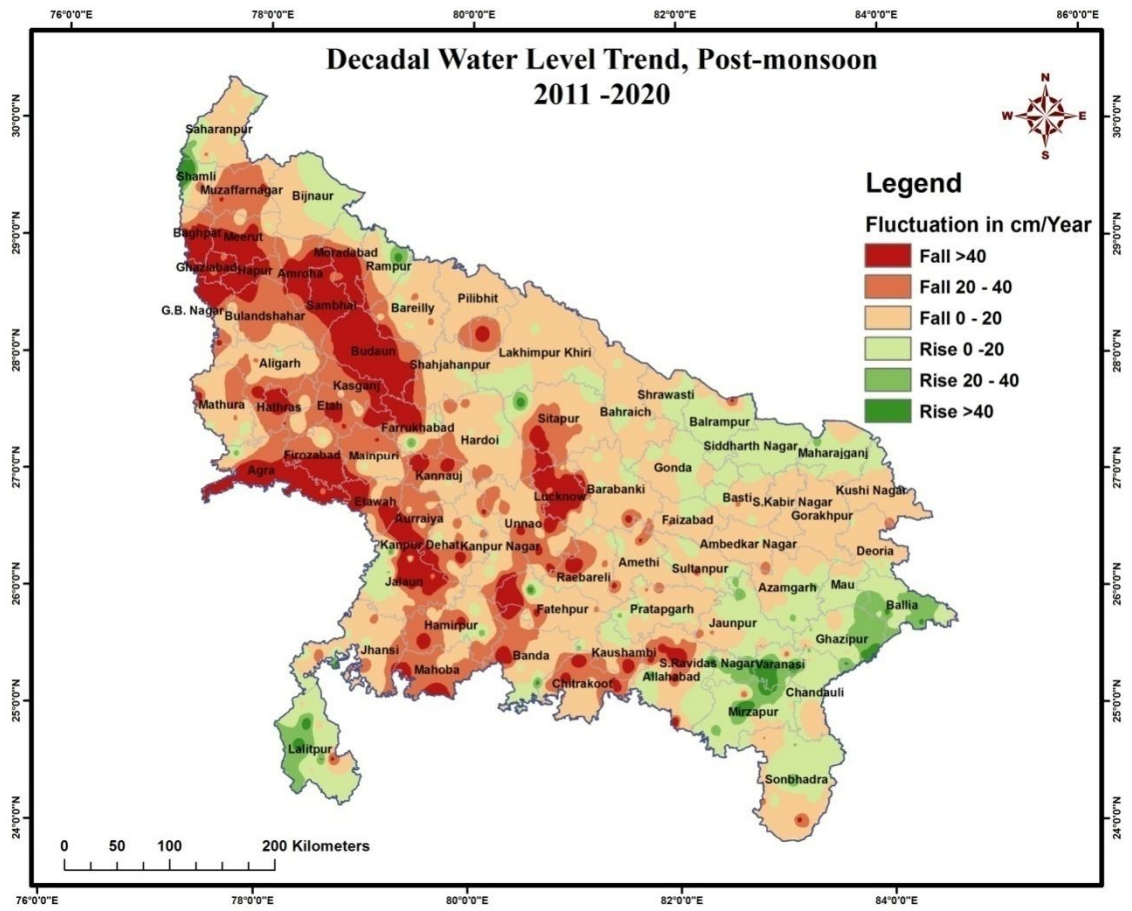 76°0'0"E 78°0'0"E 80°0'0"E 82°0'0"E 84°0'0"E 86°0'0"E
Decadal Water Level Trend, Post-monsoon
2011 -2020
N
W E
S
30°0'0"N 30°0'0"N
29°0'0"N 29°0'0"N
28°0'0"N 28°0'0"N
27°0'0"N 27°0'0"N
26°0'0"N 26°0'0"N
25°0'0"N 25°0'0"N
24°0'0"N 24°0'0"N
Legend
Fluctuation in cm/Year
Fall >40
Fall 20 - 40
Fall 0 - 20
Rise 0 -20
Rise 20 - 40
Rise >40
Saharanpur
Shamli
Muzaffarnagar
Bijnaur
Baghpat
Meerut
Moradabad
Ghaziabad
Hapur
Amroha
Rampur
G.B. Nagar
Bulandshahar
Sambhal
Bareilly
Pilibhit
Budaun
Aligarh
Shahjahanpur
Lakhimpur Khiri
Kasganj
Mathura
Hathras
Etah
Shrawasti
Bahraich
Balrampur
Sitapur
Farrukhabad
Hardoi
Siddharth Nagar
Maharajganj
Agra
Firozabad
Mainpuri
Kannauj
Gonda
Lucknow
Barabanki
Kushi Nagar
Basti
S.Kabir Nagar
Gorakhpur
Etawah
Aurraiya
Unnao
Faizabad
Kanpur Dehat
Kanpur Nagar
Ambedkar Nagar
Deoria
Jalaun
Raebareli
Amethi
Sultanpur
Azamgarh
Mau
Ballia
Fatehpur
Pratapgarh
Jaunpur
Hamirpur
Ghazipur
Jhansi
Banda
Kaushambi
S.Ravidas Nagar
Varanasi
Mahoba
Chitrakoot
Allahabad
Chandauli
Mirzapur
Lalitpur
Sonbhadra
0 50 100 200 Kilometers
76°0'0"E 78°0'0"E 80°0'0"E 82°0'0"E 84°0'0"E